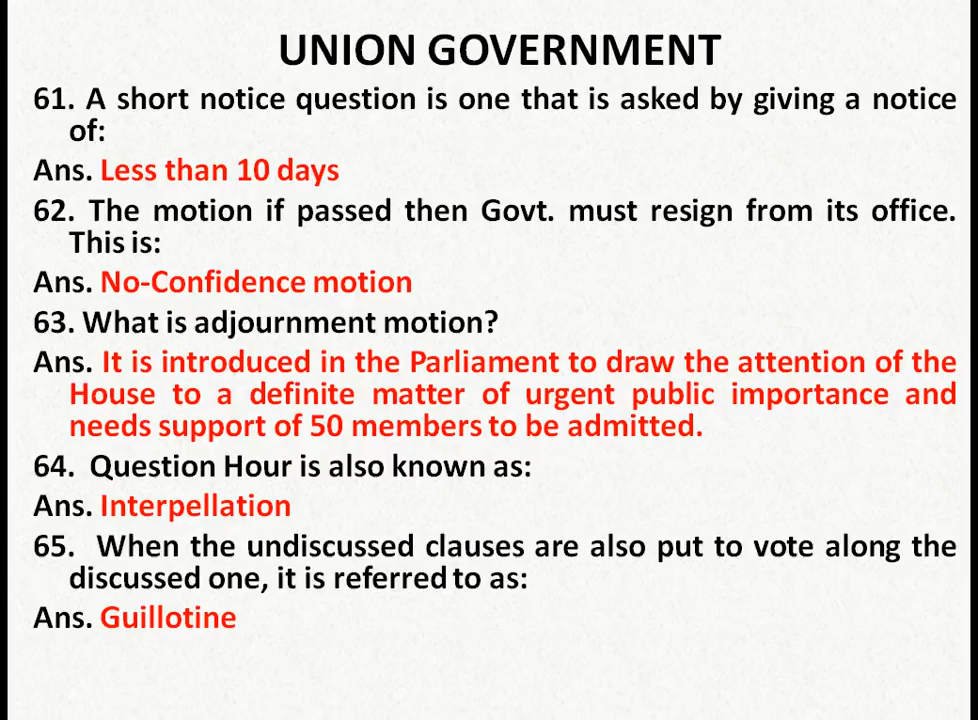 UNION GOVERNMENT
61. A short notice question is one that is asked by giving a notice
of:
Ans. Less than 10 days
62. The motion if passed then Govt. must resign from its office.
This is:
Ans. No-Confidence motion
63. What is adjournment motion?
Ans. It is introduced in the Parliament to draw the attention of the
House to a definite matter of urgent public importance and
needs support of 50 members to be admitted.
64. Question Hour is also known as:
Ans. Interpellation
65. When the undiscussed clauses are also put to vote along the
discussed one, it is referred to as:
Ans. Guillotine